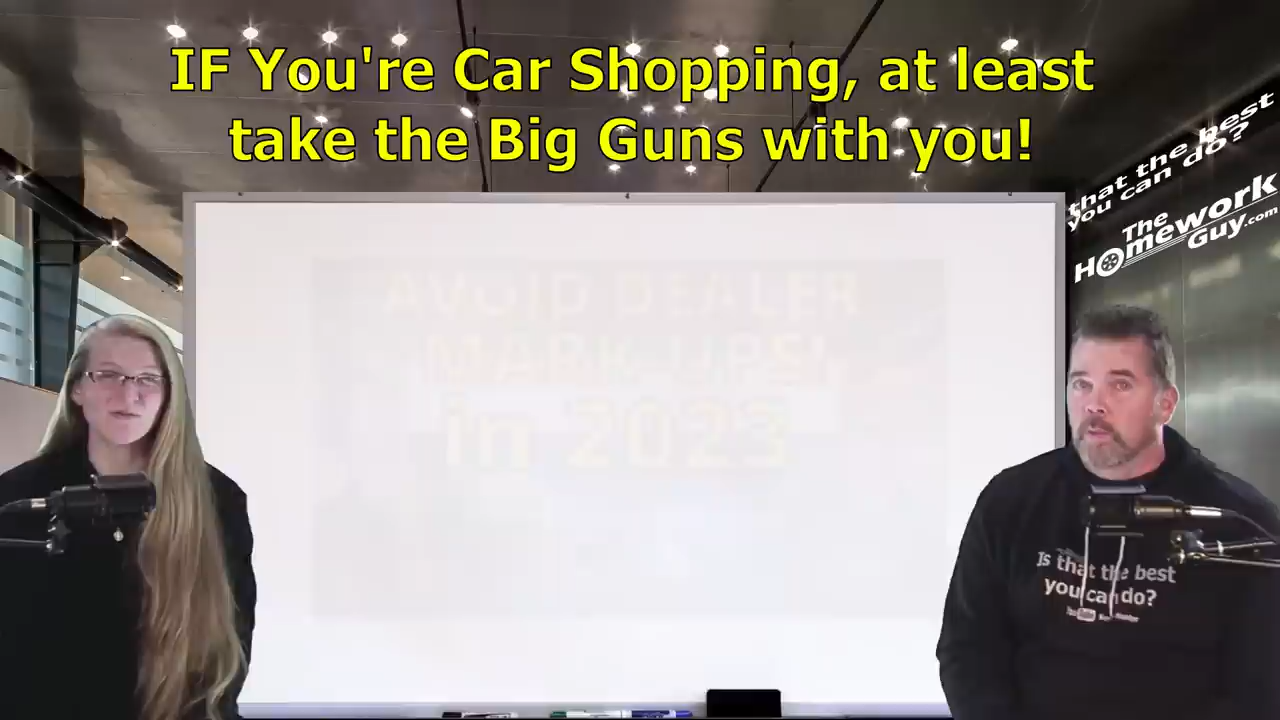 IF You're Car Shopping, at least
take the Big Guns with you!
that the best
you can do?
The
Homework
Guy.com
AVOID DEALER
MARK-UPS!
in 2023
Is that the best
you can do?